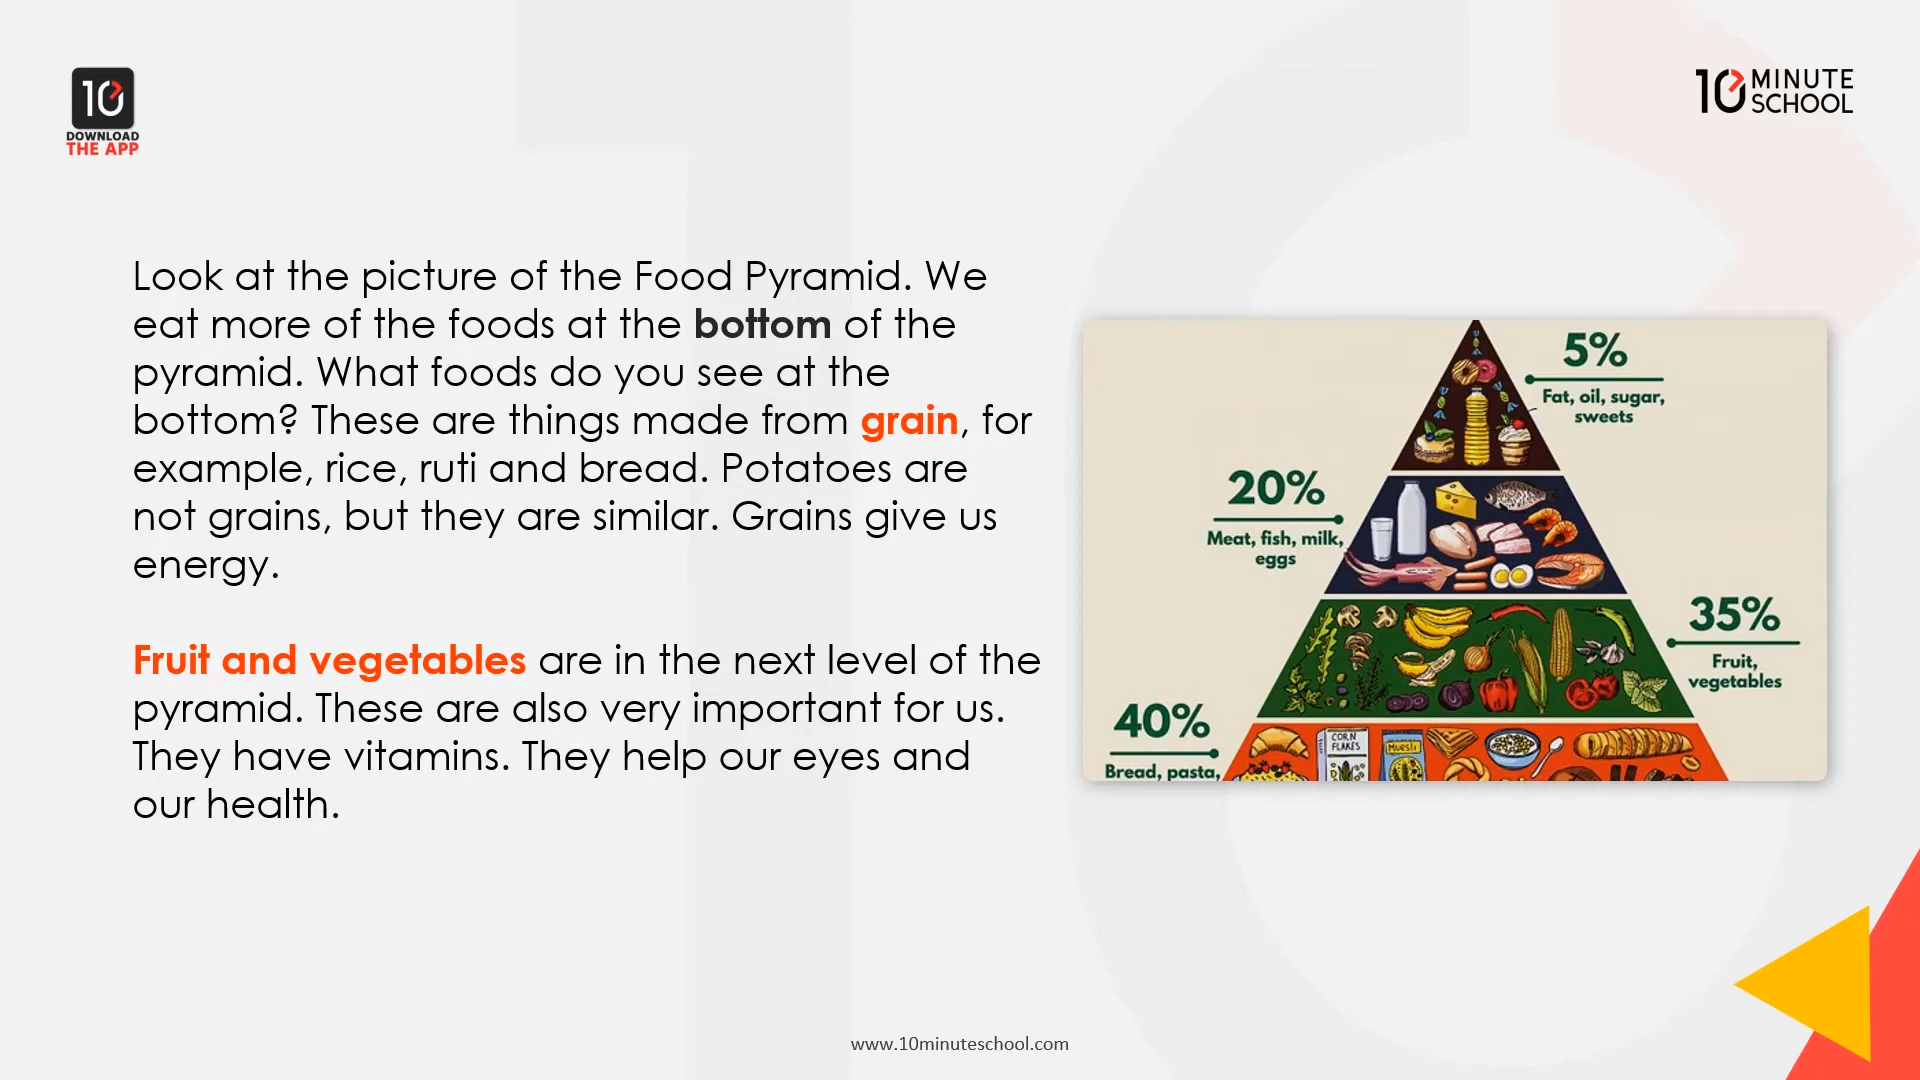 10
DOWNLOAD
THE APP
10 MINUTE
SCHOOL
Look at the picture of the Food Pyramid. We
eat more of the foods at the bottom of the
pyramid. What foods do you see at the
bottom? These are things made from grain, for
example, rice, ruti and bread. Potatoes are
not grains, but they are similar. Grains give us
energy.
Fruit and vegetables are in the next level of the
pyramid. These are also very important for us.
They have vitamins. They help our eyes and
our health.
5%
Fat, oil, sugar,
sweets
20%
Meat, fish, milk,
eggs
35%
Fruit,
vegetables
40%
Bread, pasta,
CORN
FLAKES
MUESLI
www.10minuteschool.com